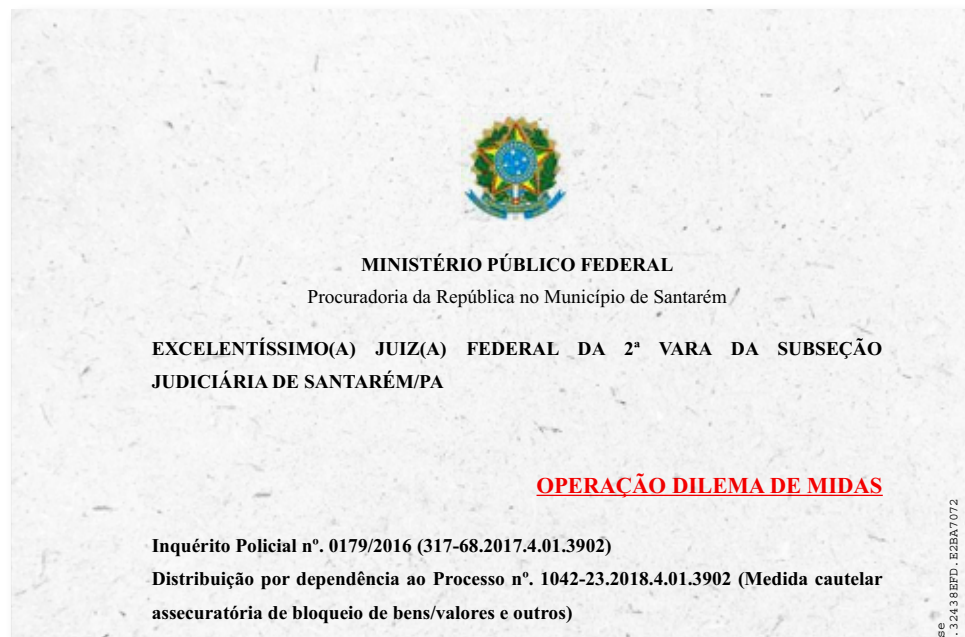 MINISTÉRIO PÚBLICO FEDERAL
Procuradoria da República no Município de Santarém
EXCELENTÍSSIMO(A) JUIZ(A) FEDERAL DA 2ª VARA DA SUBSEÇÃO
JUDICIÁRIA DE SANTARÉM/PA
OPERAÇÃO DILEMA DE MIDAS
Inquérito Policial nº. 0179/2016 (317-68.2017.4.01.3902)
Distribuição por dependência ao Processo nº. 1042-23.2018.4.01.3902 (Medida cautelar
assecuratória de bloqueio de bens/valores e outros)
se
.32438EFD.E2BA7072